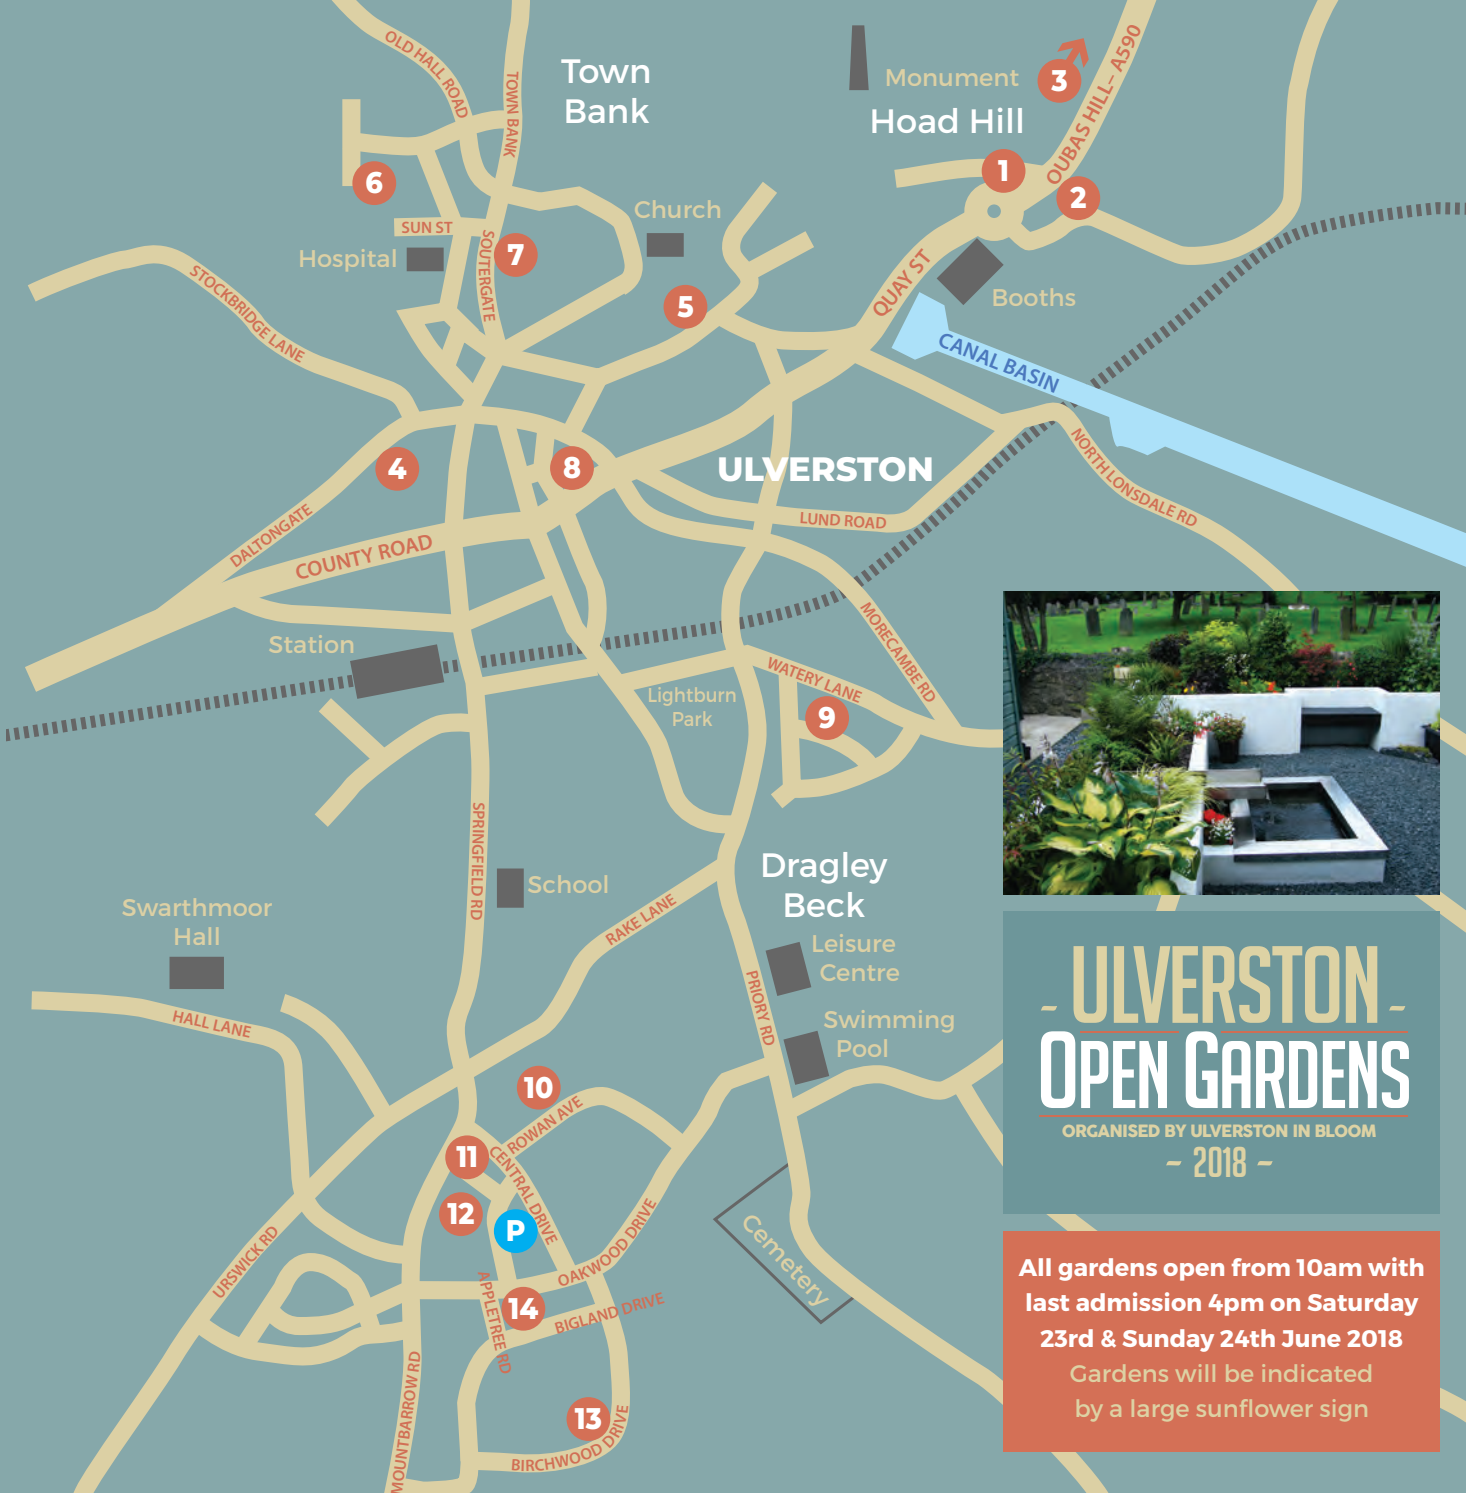 OLD HALL ROAD
TOWN BANK
Town
Bank
Monument
Hoad Hill
3
OUBAS HILL- A590
1
2
6
SUN ST
Hospital
SOUTERGATE
7
Church
5
QUAY ST
Booths
CANAL BASIN
STOCKBRIDGE LANE
4
8
ULVERSTON
LUND ROAD
NORTH LONSDALE RD
DALTONGATE
COUNTY ROAD
Station
MORECAMBE RD
WATERY LANE
Lightburn
Park
9
SPRINGFIELD RD
School
Dragley
Beck
Leisure
Centre
Swimming
Pool
RAKE LANE
PRIORY RD
Swarthmoor
Hall
HALL LANE
10
ROWAN AVE
11
CENTRAL DRIVE
12
P
Cemetery
URSWICK RD
OAKWOOD DRIVE
APPLETREE RD
14
BIGLAND DRIVE
MOUNTBARROW RD
13
BIRCHWOOD DRIVE
- ULVERSTON -
OPEN GARDENS
ORGANISED BY ULVERSTON IN BLOOM
~ 2018 ~
All gardens open from 10am with
last admission 4pm on Saturday
23rd & Sunday 24th June 2018
Gardens will be indicated
by a large sunflower sign